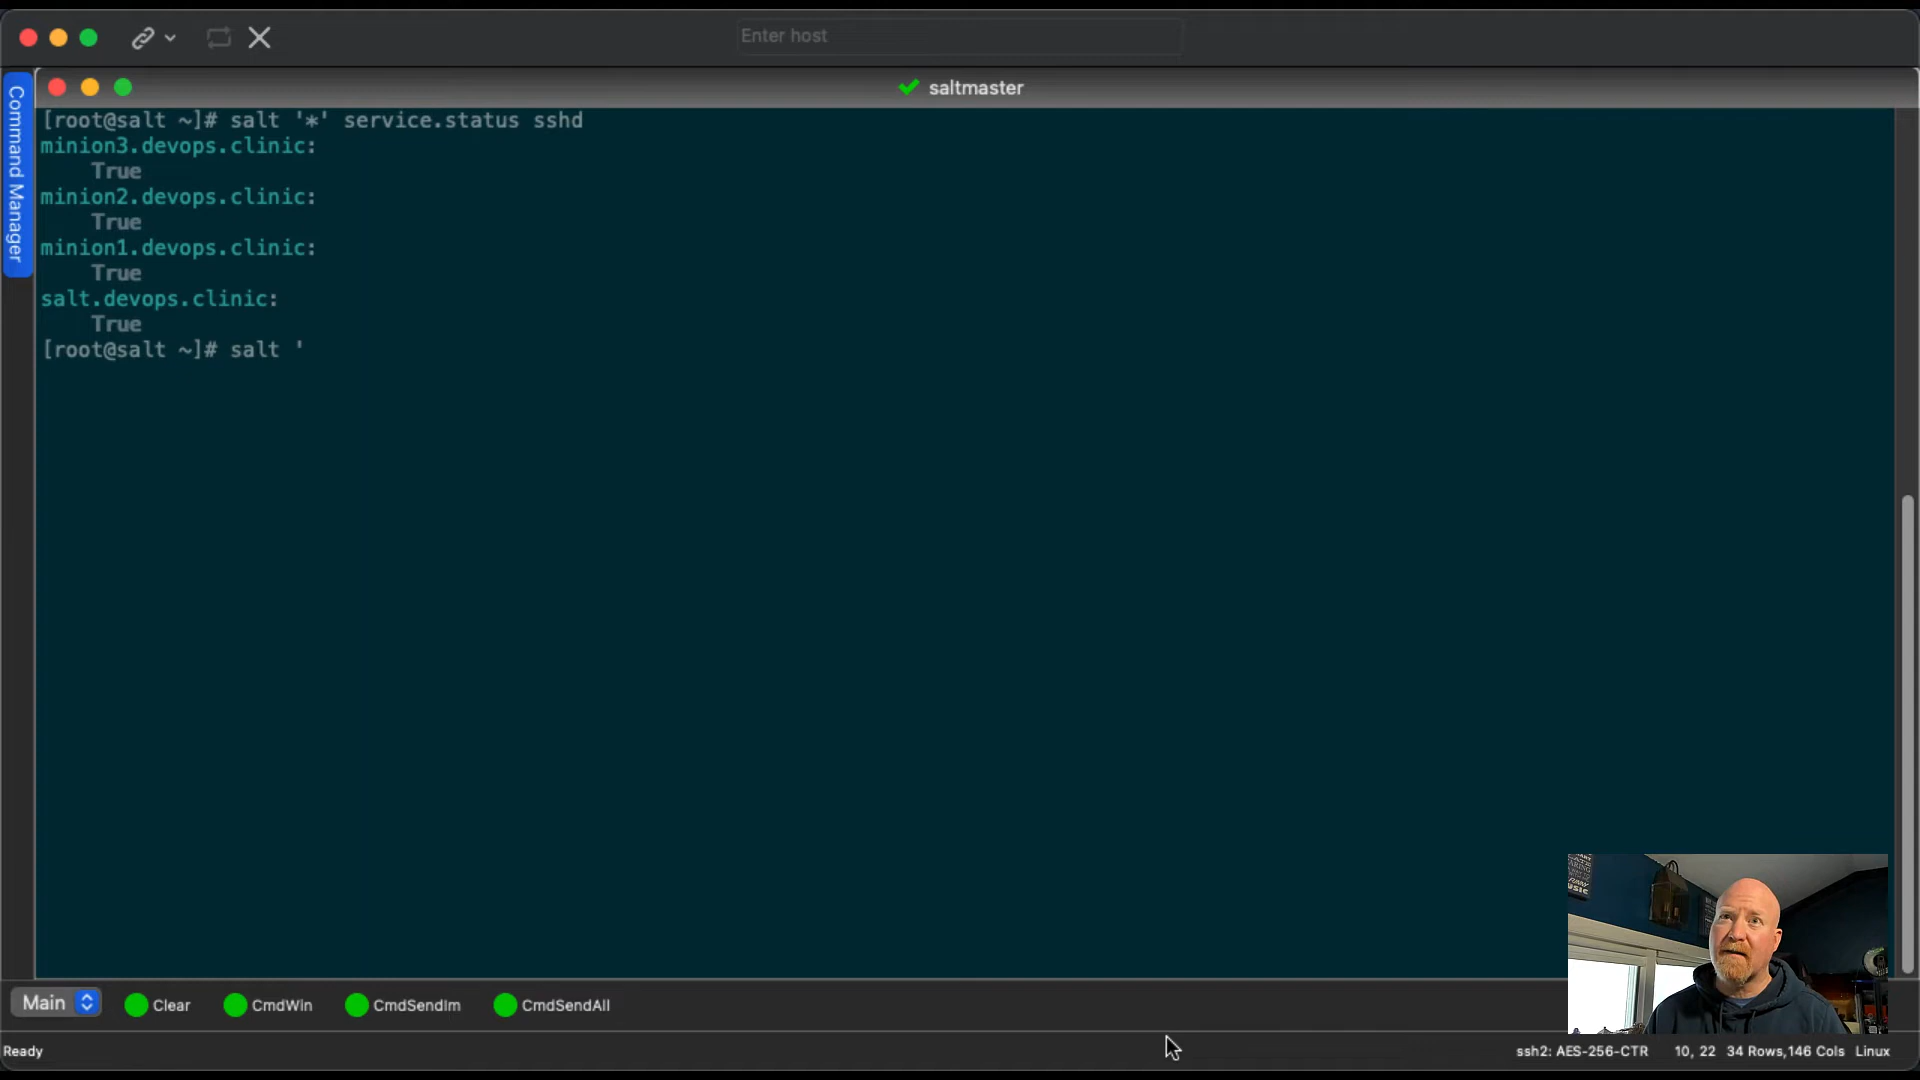 Enter host
saltmaster
Command Manager
[root@salt ~]# salt '*' service.status sshd
minion3.devops.clinic:
True
minion2.devops.clinic:
True
minion1.devops.clinic:
True
salt.devops.clinic:
True
[root@salt ~]# salt '
MUSIC
Main Clear CmdWin CmdSendIm CmdSendAll
Ready ssh2: AES-256-CTR 10, 22 34 Rows,146 Cols Linux